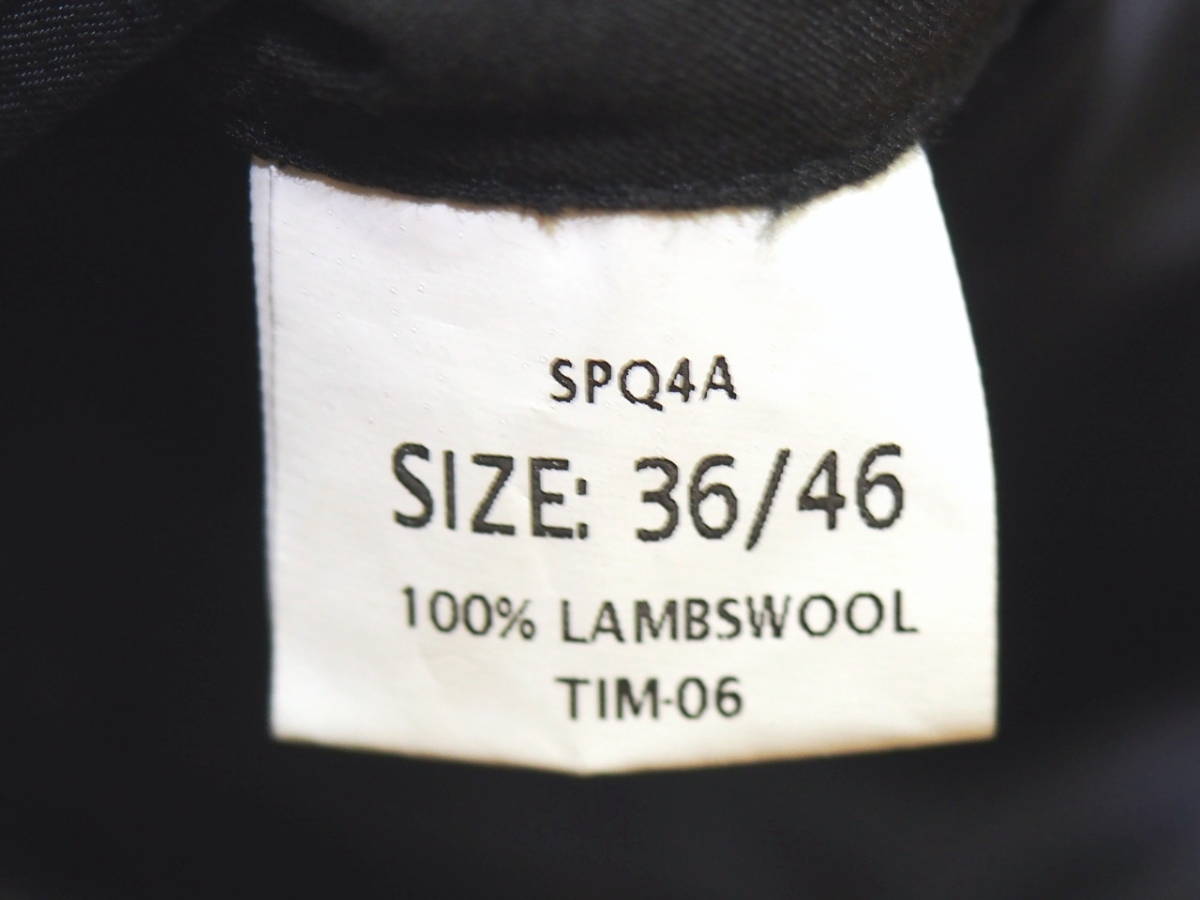 SPQ4A
SIZE: 36/46
100% LAMBSWOOL
TIM-06